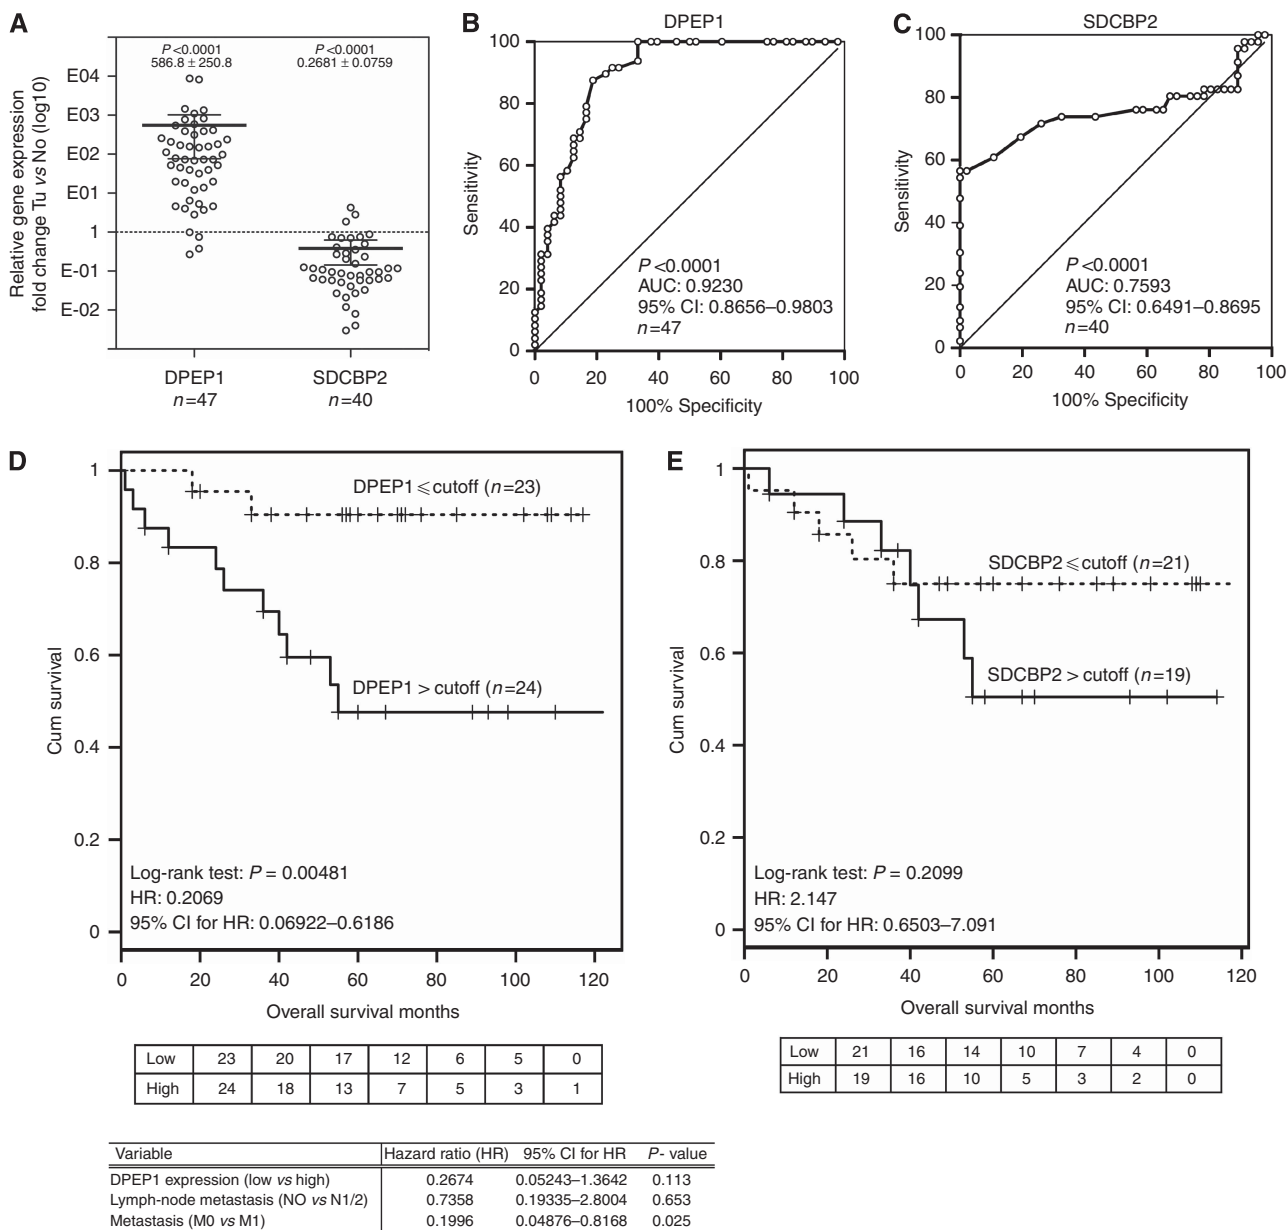 A
P<0.0001
586.8 ± 250.8
P<0.0001
0.2681 ± 0.0759
Relative gene expression
fold change Tu vs No (log10)
E04
E03
E02
E01
1
E-01
E-02
DPEP1
n=47
SDCBP2
n=40
B
DPEP1
Sensitivity
100
80
60
40
20
0
P<0.0001
AUC: 0.9230
95% CI: 0.8656–0.9803
n=47
0 20 40 60 80 100
100% Specificity
C
SDCBP2
Sensitivity
100
80
60
40
20
0
P<0.0001
AUC: 0.7593
95% CI: 0.6491–0.8695
n=40
0 20 40 60 80 100
100% Specificity
D
Cum survival
1
0.8
0.6
0.4
0.2
0
DPEP1 ⩽ cutoff (n=23)
DPEP1 > cutoff (n=24)
Log-rank test: P = 0.00481
HR: 0.2069
95% CI for HR: 0.06922–0.6186
0 20 40 60 80 100 120
Overall survival months
Low 23 20 17 12 6 5 0
High 24 18 13 7 5 3 1
E
Cum survival
1
0.8
0.6
0.4
0.2
0
SDCBP2 ⩽ cutoff (n=21)
SDCBP2 > cutoff (n=19)
Log-rank test: P = 0.2099
HR: 2.147
95% CI for HR: 0.6503–7.091
0 20 40 60 80 100 120
Overall survival months
Low 21 16 14 10 7 4 0
High 19 16 10 5 3 2 0
Variable Hazard ratio (HR) 95% CI for HR P- value
DPEP1 expression (low vs high) 0.2674 0.05243–1.3642 0.113
Lymph-node metastasis (NO vs N1/2) 0.7358 0.19335–2.8004 0.653
Metastasis (M0 vs M1) 0.1996 0.04876–0.8168 0.025